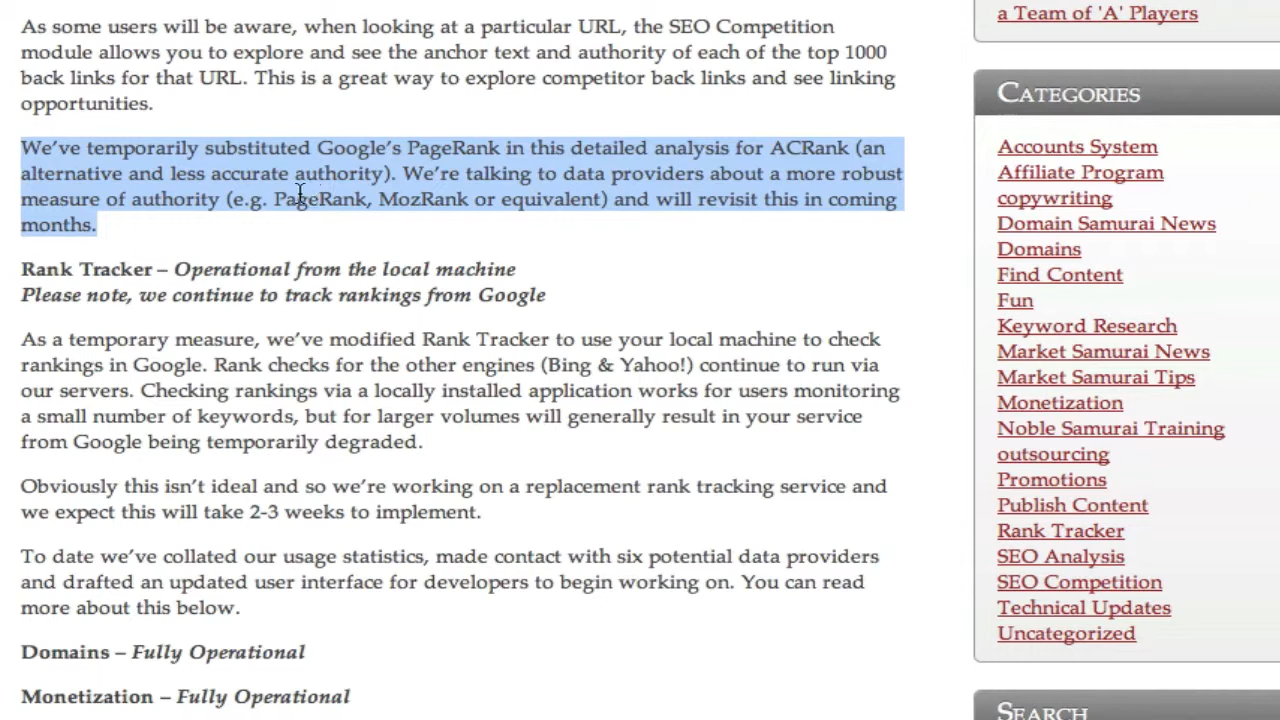 As some users will be aware, when looking at a particular URL, the SEO Competition
module allows you to explore and see the anchor text and authority of each of the top 1000
back links for that URL. This is a great way to explore competitor back links and see linking
opportunities.
We've temporarily substituted Google's PageRank in this detailed analysis for ACRank (an
alternative and less accurate authority). We're talking to data providers about a more robust
measure of authority (e.g. PageRank, MozRank or equivalent) and will revisit this in coming
months.
Rank Tracker – Operational from the local machine
Please note, we continue to track rankings from Google
As a temporary measure, we've modified Rank Tracker to use your local machine to check
rankings in Google. Rank checks for the other engines (Bing & Yahoo!) continue to run via
our servers. Checking rankings via a locally installed application works for users monitoring
a small number of keywords, but for larger volumes will generally result in your service
from Google being temporarily degraded.
Obviously this isn't ideal and so we're working on a replacement rank tracking service and
we expect this will take 2-3 weeks to implement.
To date we've collated our usage statistics, made contact with six potential data providers
and drafted an updated user interface for developers to begin working on. You can read
more about this below.
Domains – Fully Operational
Monetization – Fully Operational
a Team of 'A' Players
Categories
Accounts System
Affiliate Program
copywriting
Domain Samurai News
Domains
Find Content
Fun
Keyword Research
Market Samurai News
Market Samurai Tips
Monetization
Noble Samurai Training
outsourcing
Promotions
Publish Content
Rank Tracker
SEO Analysis
SEO Competition
Technical Updates
Uncategorized
Search